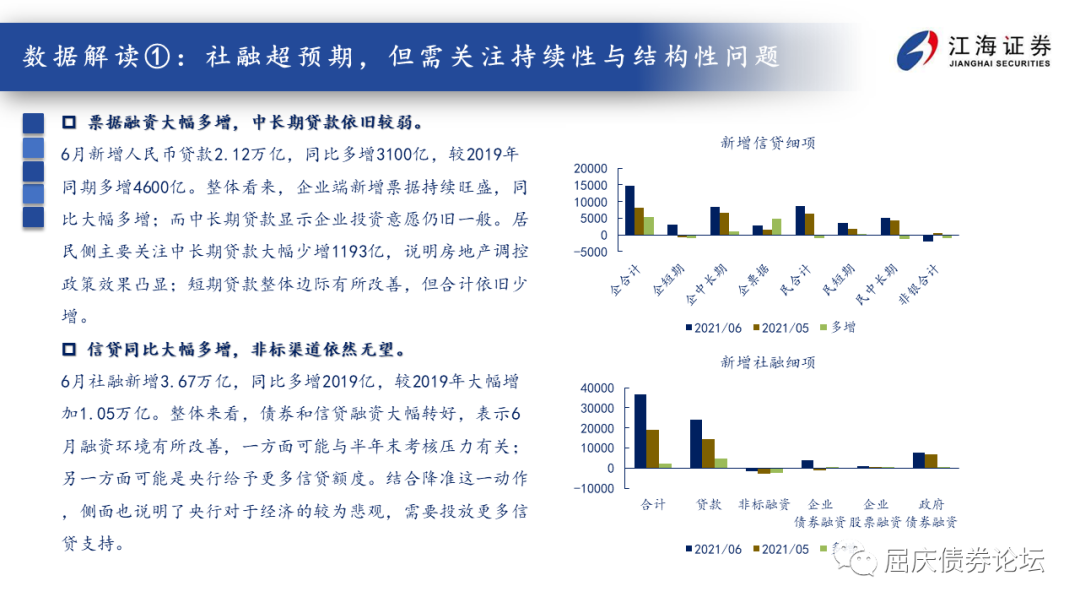 数据解读①：社融超预期，但需关注持续性与结构性问题
江海证券
JIANGHAI SECURITIES
票据融资大幅多增，中长期贷款依旧较弱。
6月新增人民币贷款2.12万亿，同比多增3100亿，较2019年
同期多增4600亿。整体看来，企业端新增票据持续旺盛，同
比大幅多增；而中长期贷款显示企业投资意愿仍旧一般。居
民侧主要关注中长期贷款大幅少增1193亿，说明房地产调控
政策效果凸显；短期贷款整体边际有所改善，但合计依旧少
增。
信贷同比大幅多增，非标渠道依然无望。
6月社融新增3.67万亿，同比多增2019亿，较2019年大幅增
加1.05万亿。整体来看，债券和信贷融资大幅转好，表示6
月融资环境有所改善，一方面可能与半年末考核压力有关；
另一方面可能是央行给予更多信贷额度。结合降准这一动作
，侧面也说明了央行对于经济的较为悲观，需要投放更多信
贷支持。
新增信贷细项
20000
15000
10000
5000
0
-5000
企合计 企短期 企中长期 企票据 民合计 民短期 民中长期 非银合计
2021/06 2021/05 多增
新增社融细项
40000
30000
20000
10000
0
-10000
合计 贷款 非标融资 企业 企业 政府
债券融资 股票融资 债券融资
2021/06 2021/05
屈庆债券论坛